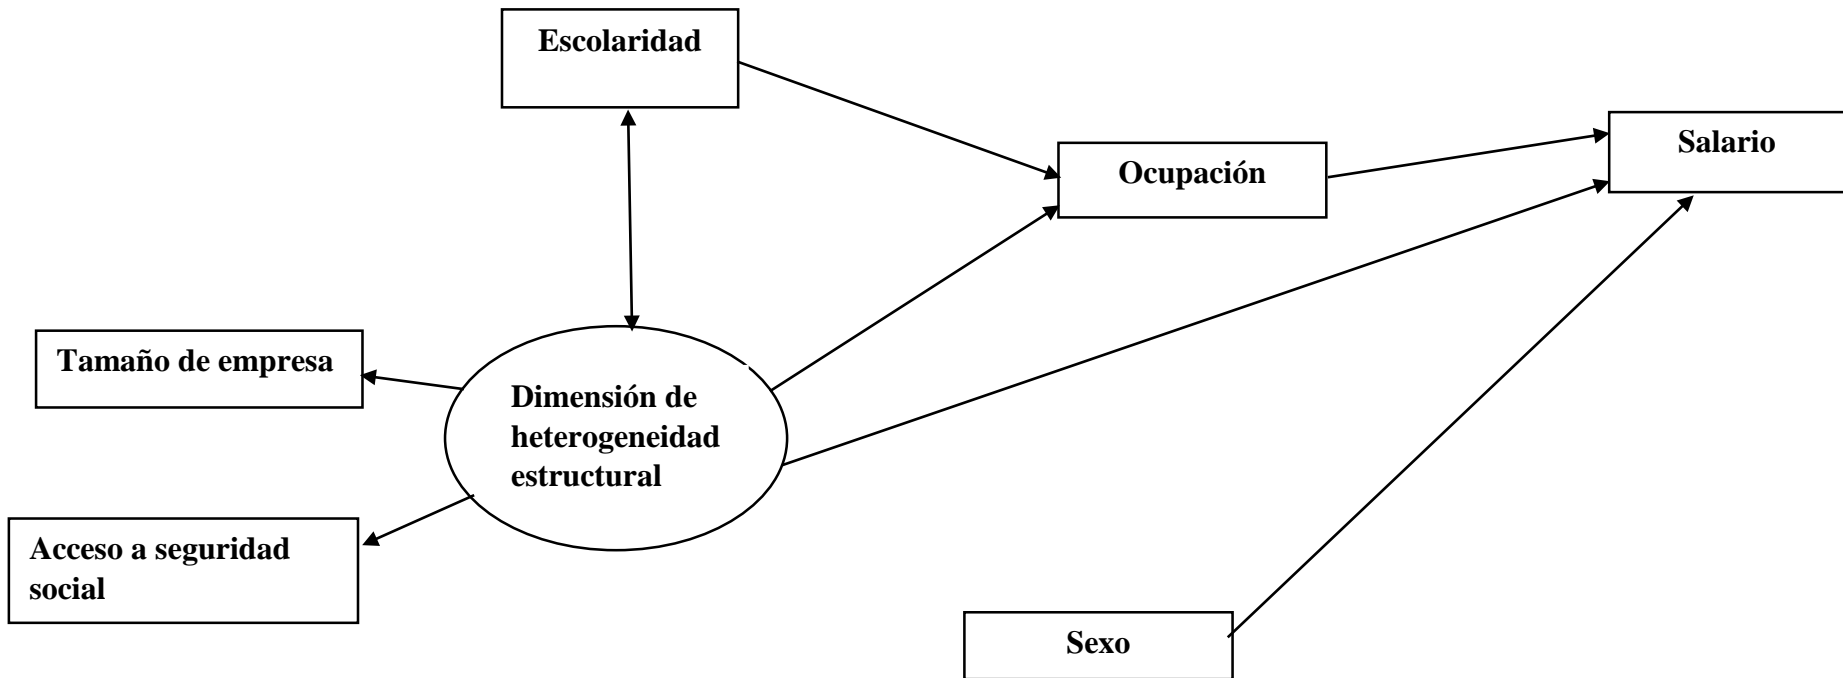 Escolaridad
Salario
Ocupación
Tamaño de empresa
Dimensión de
heterogeneidad
estructural
Acceso a seguridad
social
Sexo